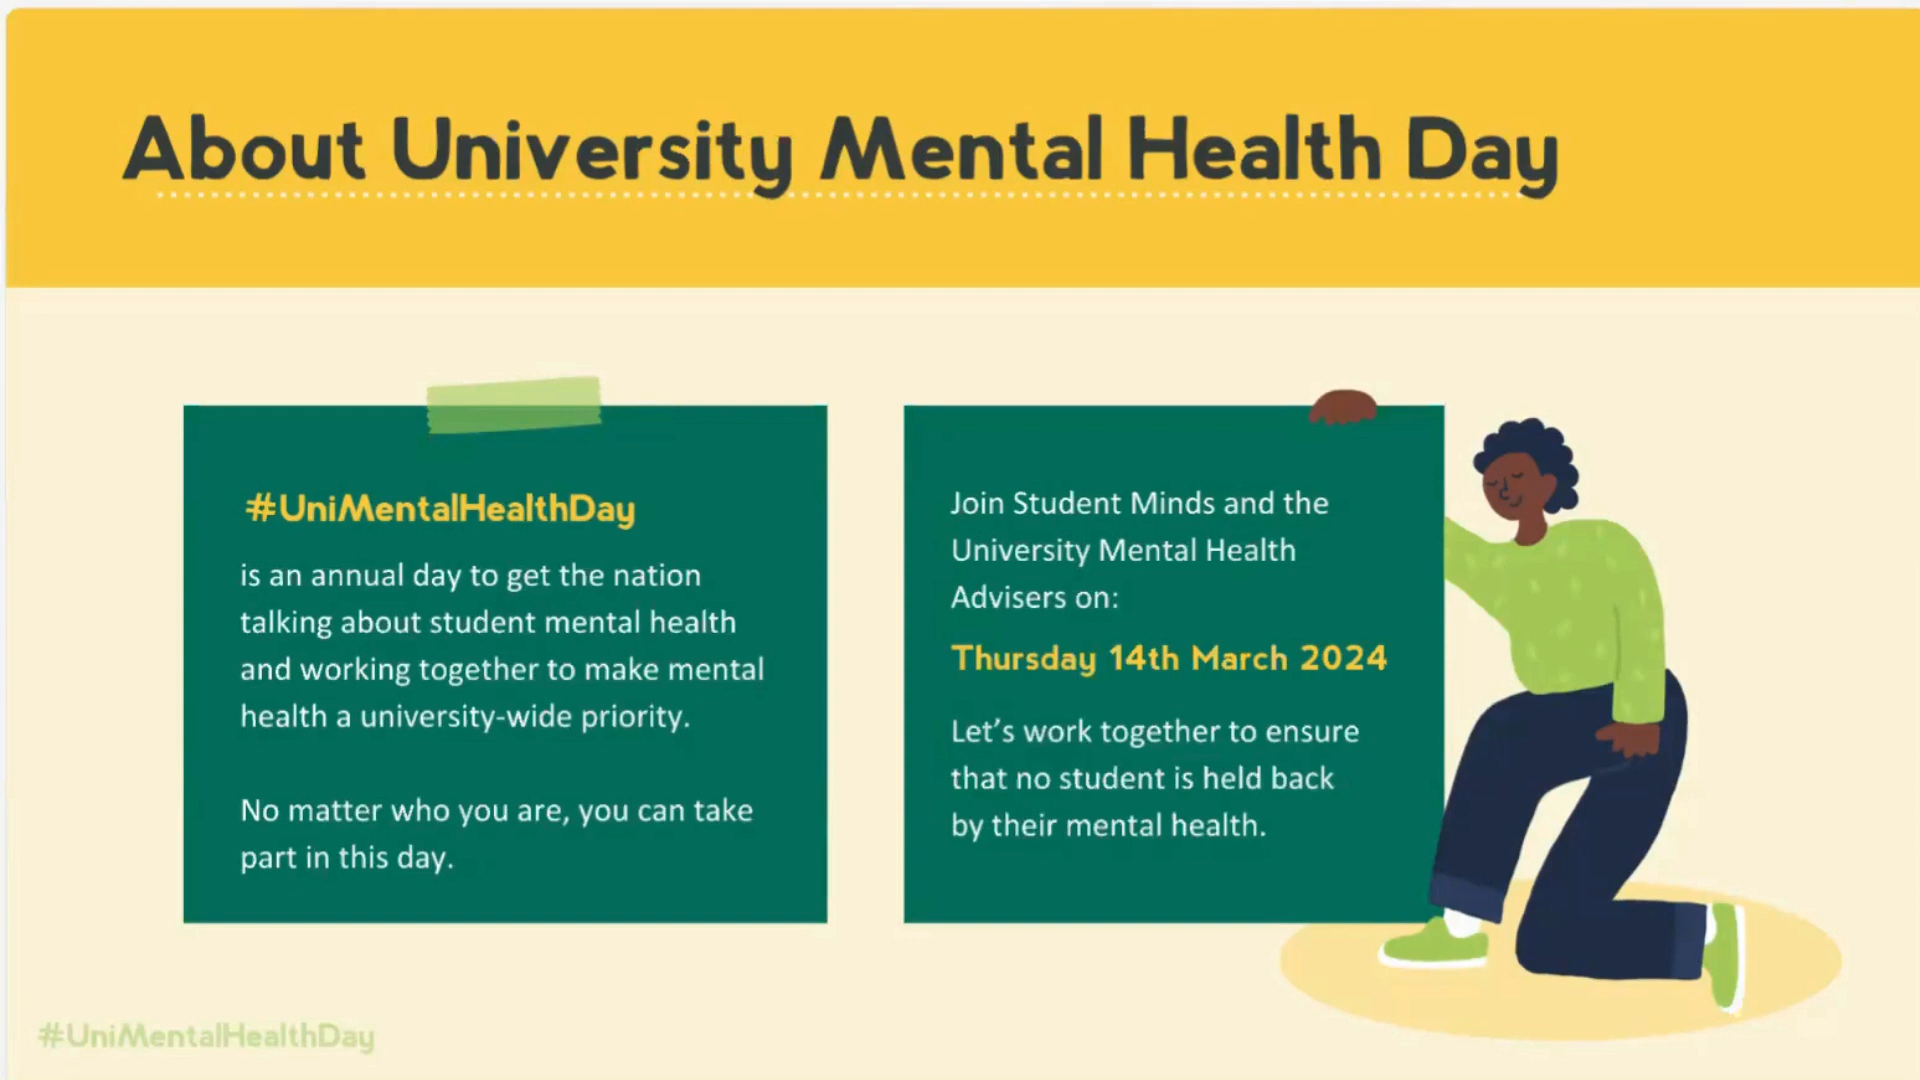 About University Mental Health Day
#UniMentalHealthDay
is an annual day to get the nation
talking about student mental health
and working together to make mental
health a university-wide priority.
No matter who you are, you can take
part in this day.
Join Student Minds and the
University Mental Health
Advisers on:
Thursday 14th March 2024
Let’s work together to ensure
that no student is held back
by their mental health.
#UniMentalHealthDay